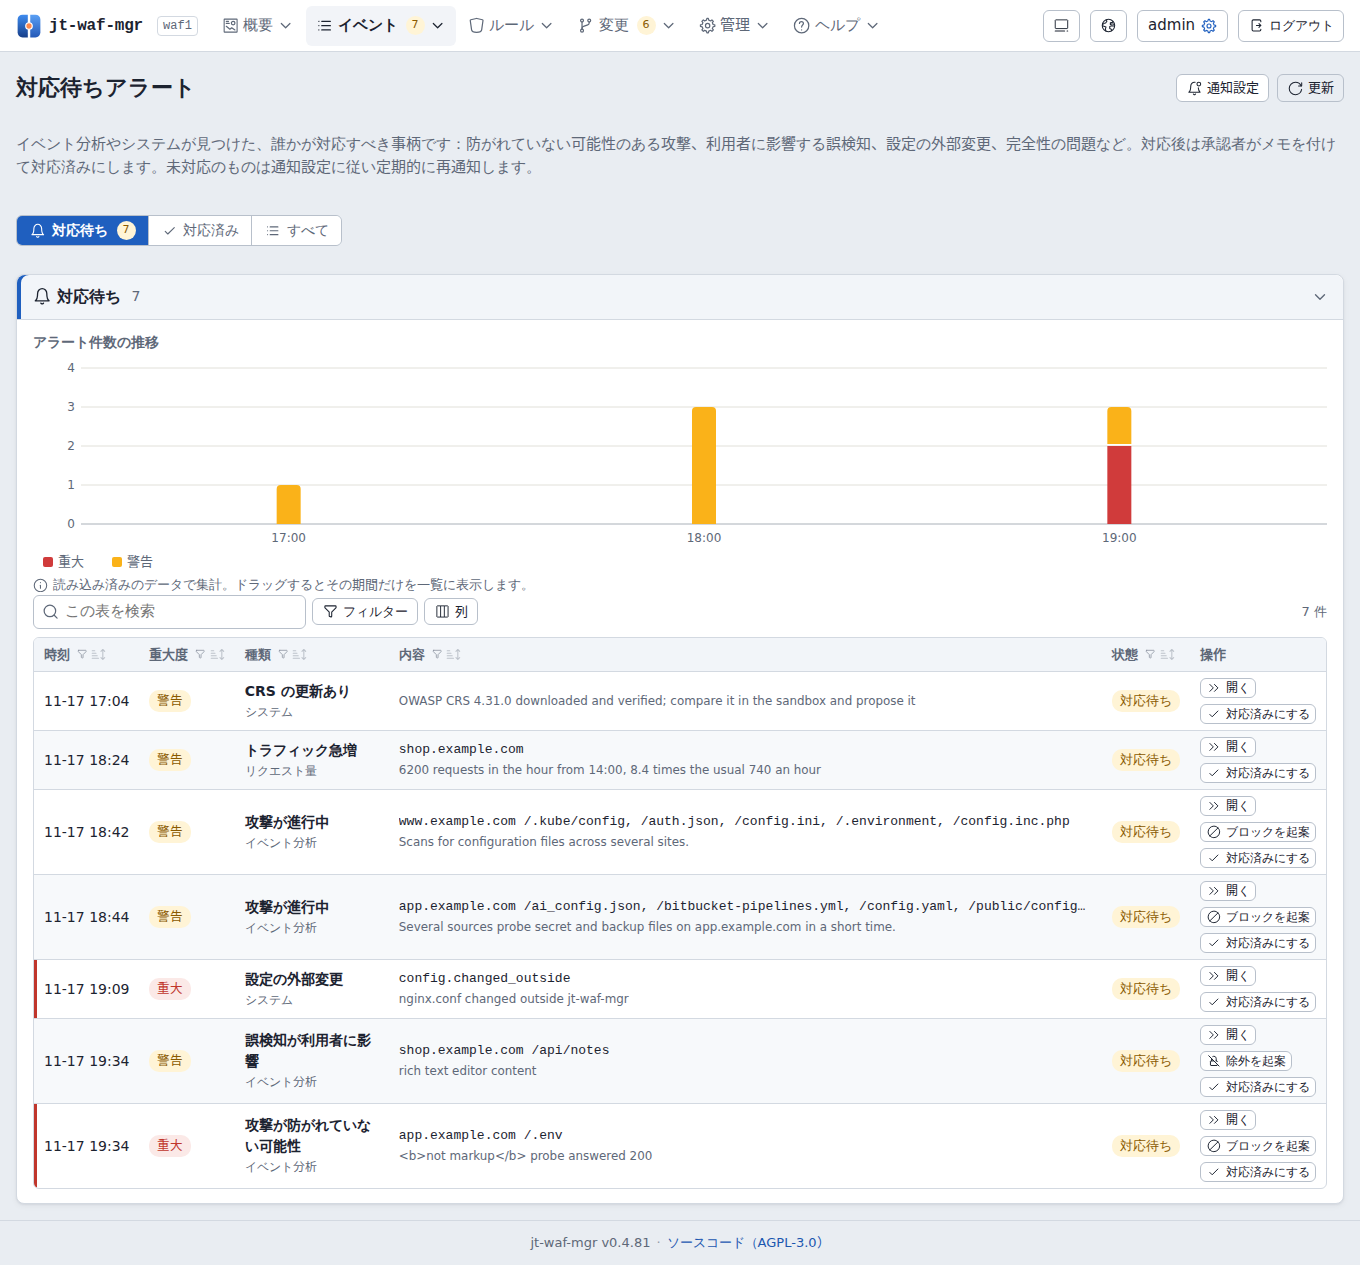 jt-waf-mgr waf1 概要 イベント 7 ルール 変更 6 管理 ヘルプ admin ログアウト
対応待ちアラート 通知設定 更新
イベント分析やシステムが見つけた、誰かが対応すべき事柄です：防がれていない可能性のある攻撃、利用者に影響する誤検知、設定の外部変更、完全性の問題など。対応後は承認者がメモを付け
て対応済みにします。未対応のものは通知設定に従い定期的に再通知します。
対応待ち 7 対応済み すべて
対応待ち 7
アラート件数の推移
4
3
2
1
0
17:00 18:00 19:00
重大 警告
読み込み済みのデータで集計。ドラッグするとその期間だけを一覧に表示します。
この表を検索 フィルター 列 7 件
時刻 重大度 種類 内容 状態 操作
11-17 17:04 警告 CRS の更新あり システム OWASP CRS 4.31.0 downloaded and verified; compare it in the sandbox and propose it 対応待ち 開く 対応済みにする
11-17 18:24 警告 トラフィック急増 リクエスト量 shop.example.com 6200 requests in the hour from 14:00, 8.4 times the usual 740 an hour 対応待ち 開く 対応済みにする
11-17 18:42 警告 攻撃が進行中 イベント分析 www.example.com /.kube/config, /auth.json, /config.ini, /.environment, /config.inc.php Scans for configuration files across several sites. 対応待ち 開く ブロックを起案 対応済みにする
11-17 18:44 警告 攻撃が進行中 イベント分析 app.example.com /ai_config.json, /bitbucket-pipelines.yml, /config.yaml, /public/config… Several sources probe secret and backup files on app.example.com in a short time. 対応待ち 開く ブロックを起案 対応済みにする
11-17 19:09 重大 設定の外部変更 システム config.changed_outside nginx.conf changed outside jt-waf-mgr 対応待ち 開く 対応済みにする
11-17 19:34 警告 誤検知が利用者に影響 イベント分析 shop.example.com /api/notes rich text editor content 対応待ち 開く 除外を起案 対応済みにする
11-17 19:34 重大 攻撃が防がれていない可能性 イベント分析 app.example.com /.env <b>not markup</b> probe answered 200 対応待ち 開く ブロックを起案 対応済みにする
jt-waf-mgr v0.4.81 · ソースコード（AGPL-3.0）